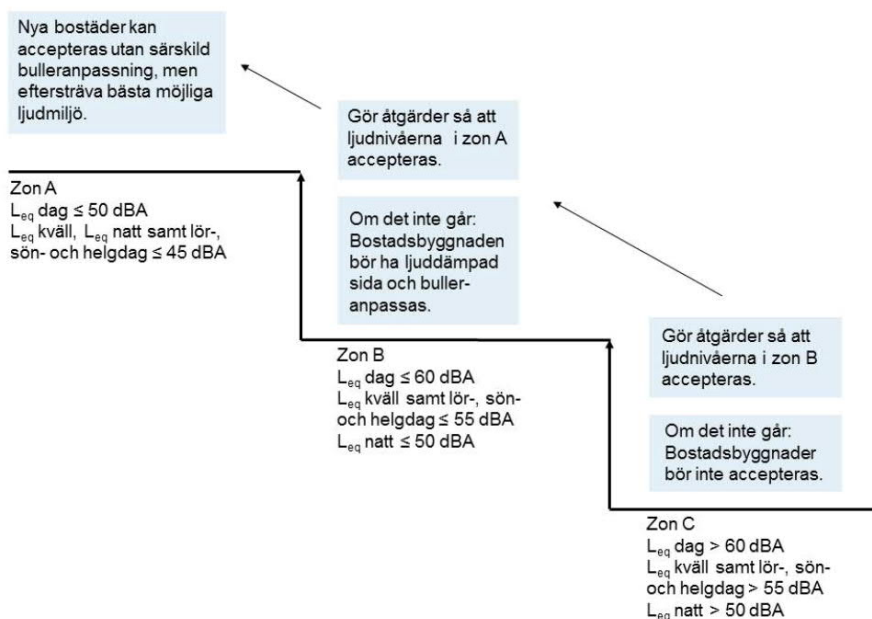 Nya bostäder kan
accepteras utan särskild
bulleranpassning, men
eftersträva bästa möjliga
ljudmiljö.
Zon A
Leq dag ≤ 50 dBA
Leq kväll, Leq natt samt lör-,
sön- och helgdag ≤ 45 dBA
Gör åtgärder så att
ljudnivåerna i zon A
accepteras.
Om det inte går:
Bostadsbyggnaden
bör ha ljuddämpad
sida och buller-
anpassas.
Zon B
Leq dag ≤ 60 dBA
Leq kväll samt lör-, sön-
och helgdag ≤ 55 dBA
Leq natt ≤ 50 dBA
Gör åtgärder så att
ljudnivåerna i zon B
accepteras.
Om det inte går:
Bostadsbyggnader
bör inte accepteras.
Zon C
Leq dag > 60 dBA
Leq kväll samt lör-, sön-
och helgdag > 55 dBA
Leq natt > 50 dBA